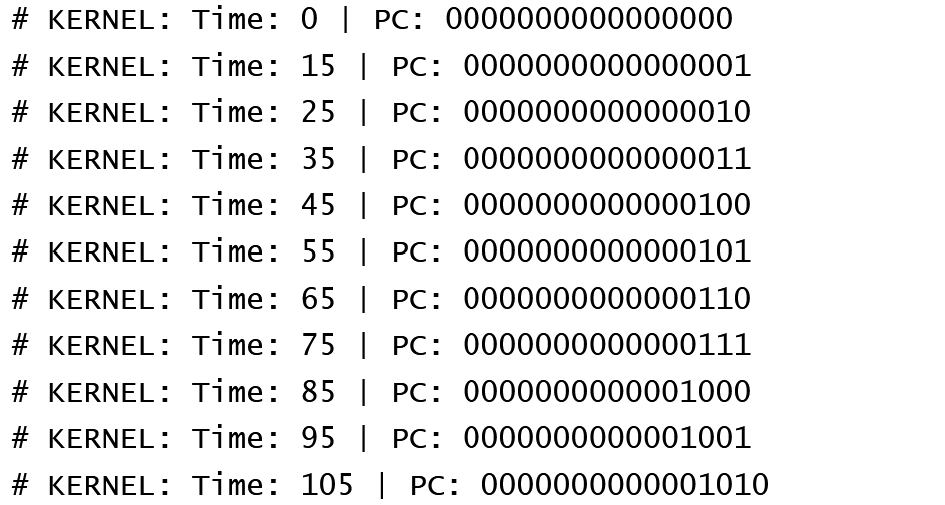 # KERNEL: Time: 0 | PC: 0000000000000000
# KERNEL: Time: 15 | PC: 0000000000000001
# KERNEL: Time: 25 | PC: 0000000000000010
# KERNEL: Time: 35 | PC: 0000000000000011
# KERNEL: Time: 45 | PC: 0000000000000100
# KERNEL: Time: 55 | PC: 0000000000000101
# KERNEL: Time: 65 | PC: 0000000000000110
# KERNEL: Time: 75 | PC: 0000000000000111
# KERNEL: Time: 85 | PC: 0000000000001000
# KERNEL: Time: 95 | PC: 0000000000001001
# KERNEL: Time: 105 | PC: 0000000000001010